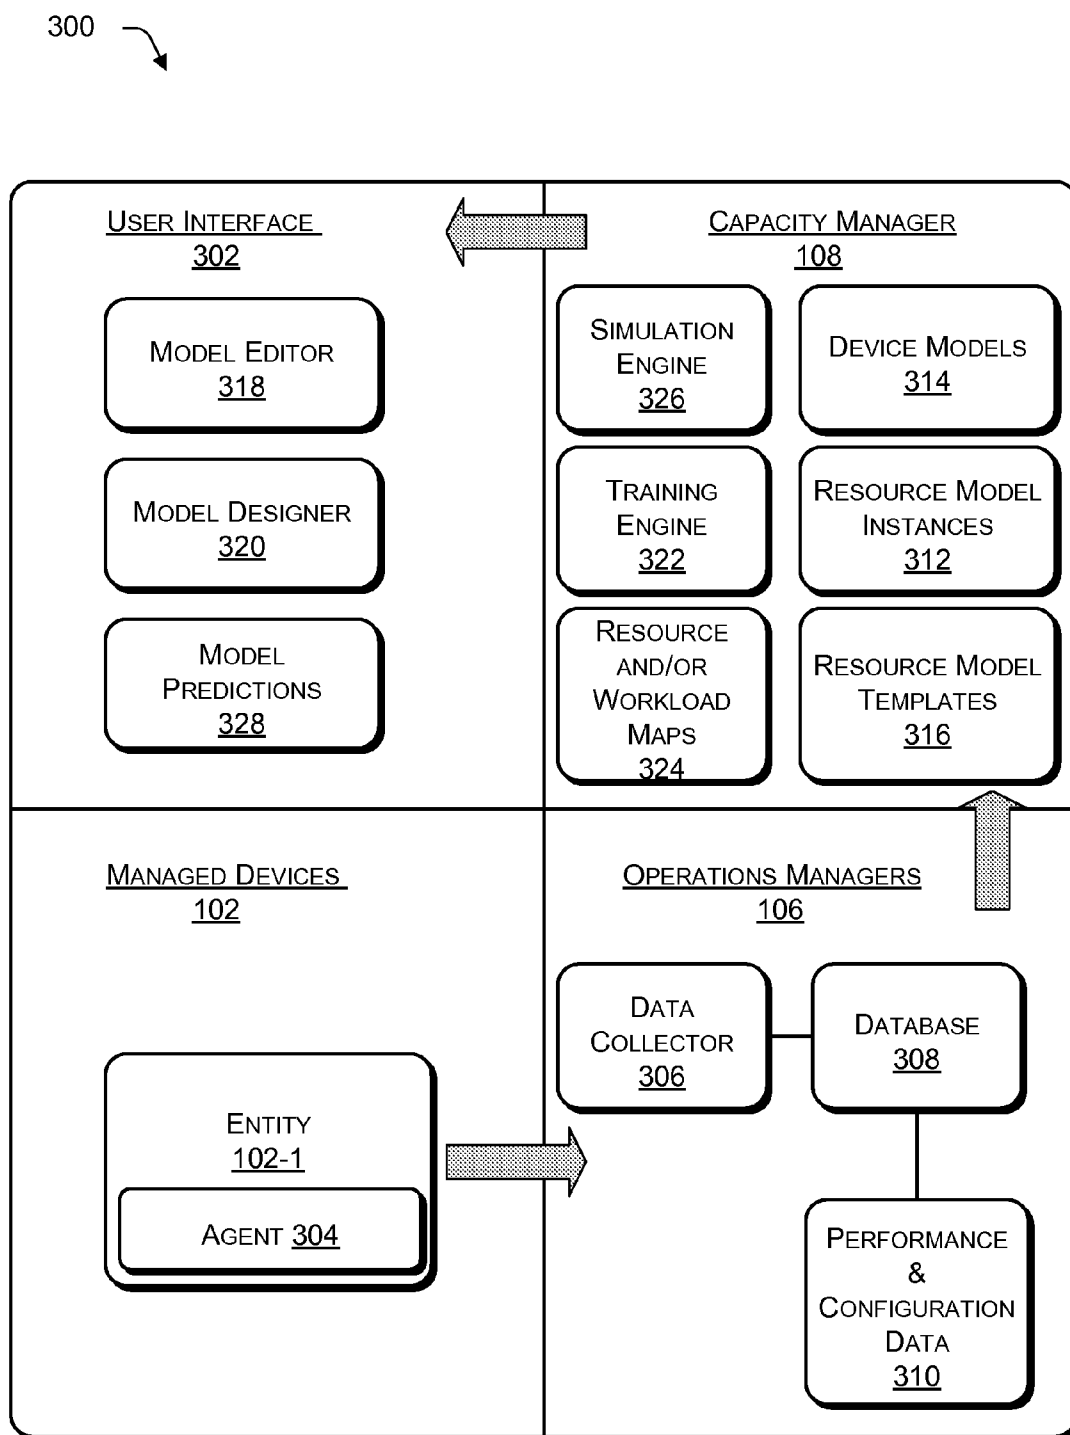 300
USER INTERFACE
302
MODEL EDITOR
318
MODEL DESIGNER
320
MODEL
PREDICTIONS
328
CAPACITY MANAGER
108
SIMULATION
ENGINE
326
DEVICE MODELS
314
TRAINING
ENGINE
322
RESOURCE MODEL
INSTANCES
312
RESOURCE
AND/OR
WORKLOAD
MAPS
324
RESOURCE MODEL
TEMPLATES
316
MANAGED DEVICES
102
ENTITY
102-1
AGENT 304
OPERATIONS MANAGERS
106
DATA
COLLECTOR
306
DATABASE
308
PERFORMANCE
&
CONFIGURATION
DATA
310